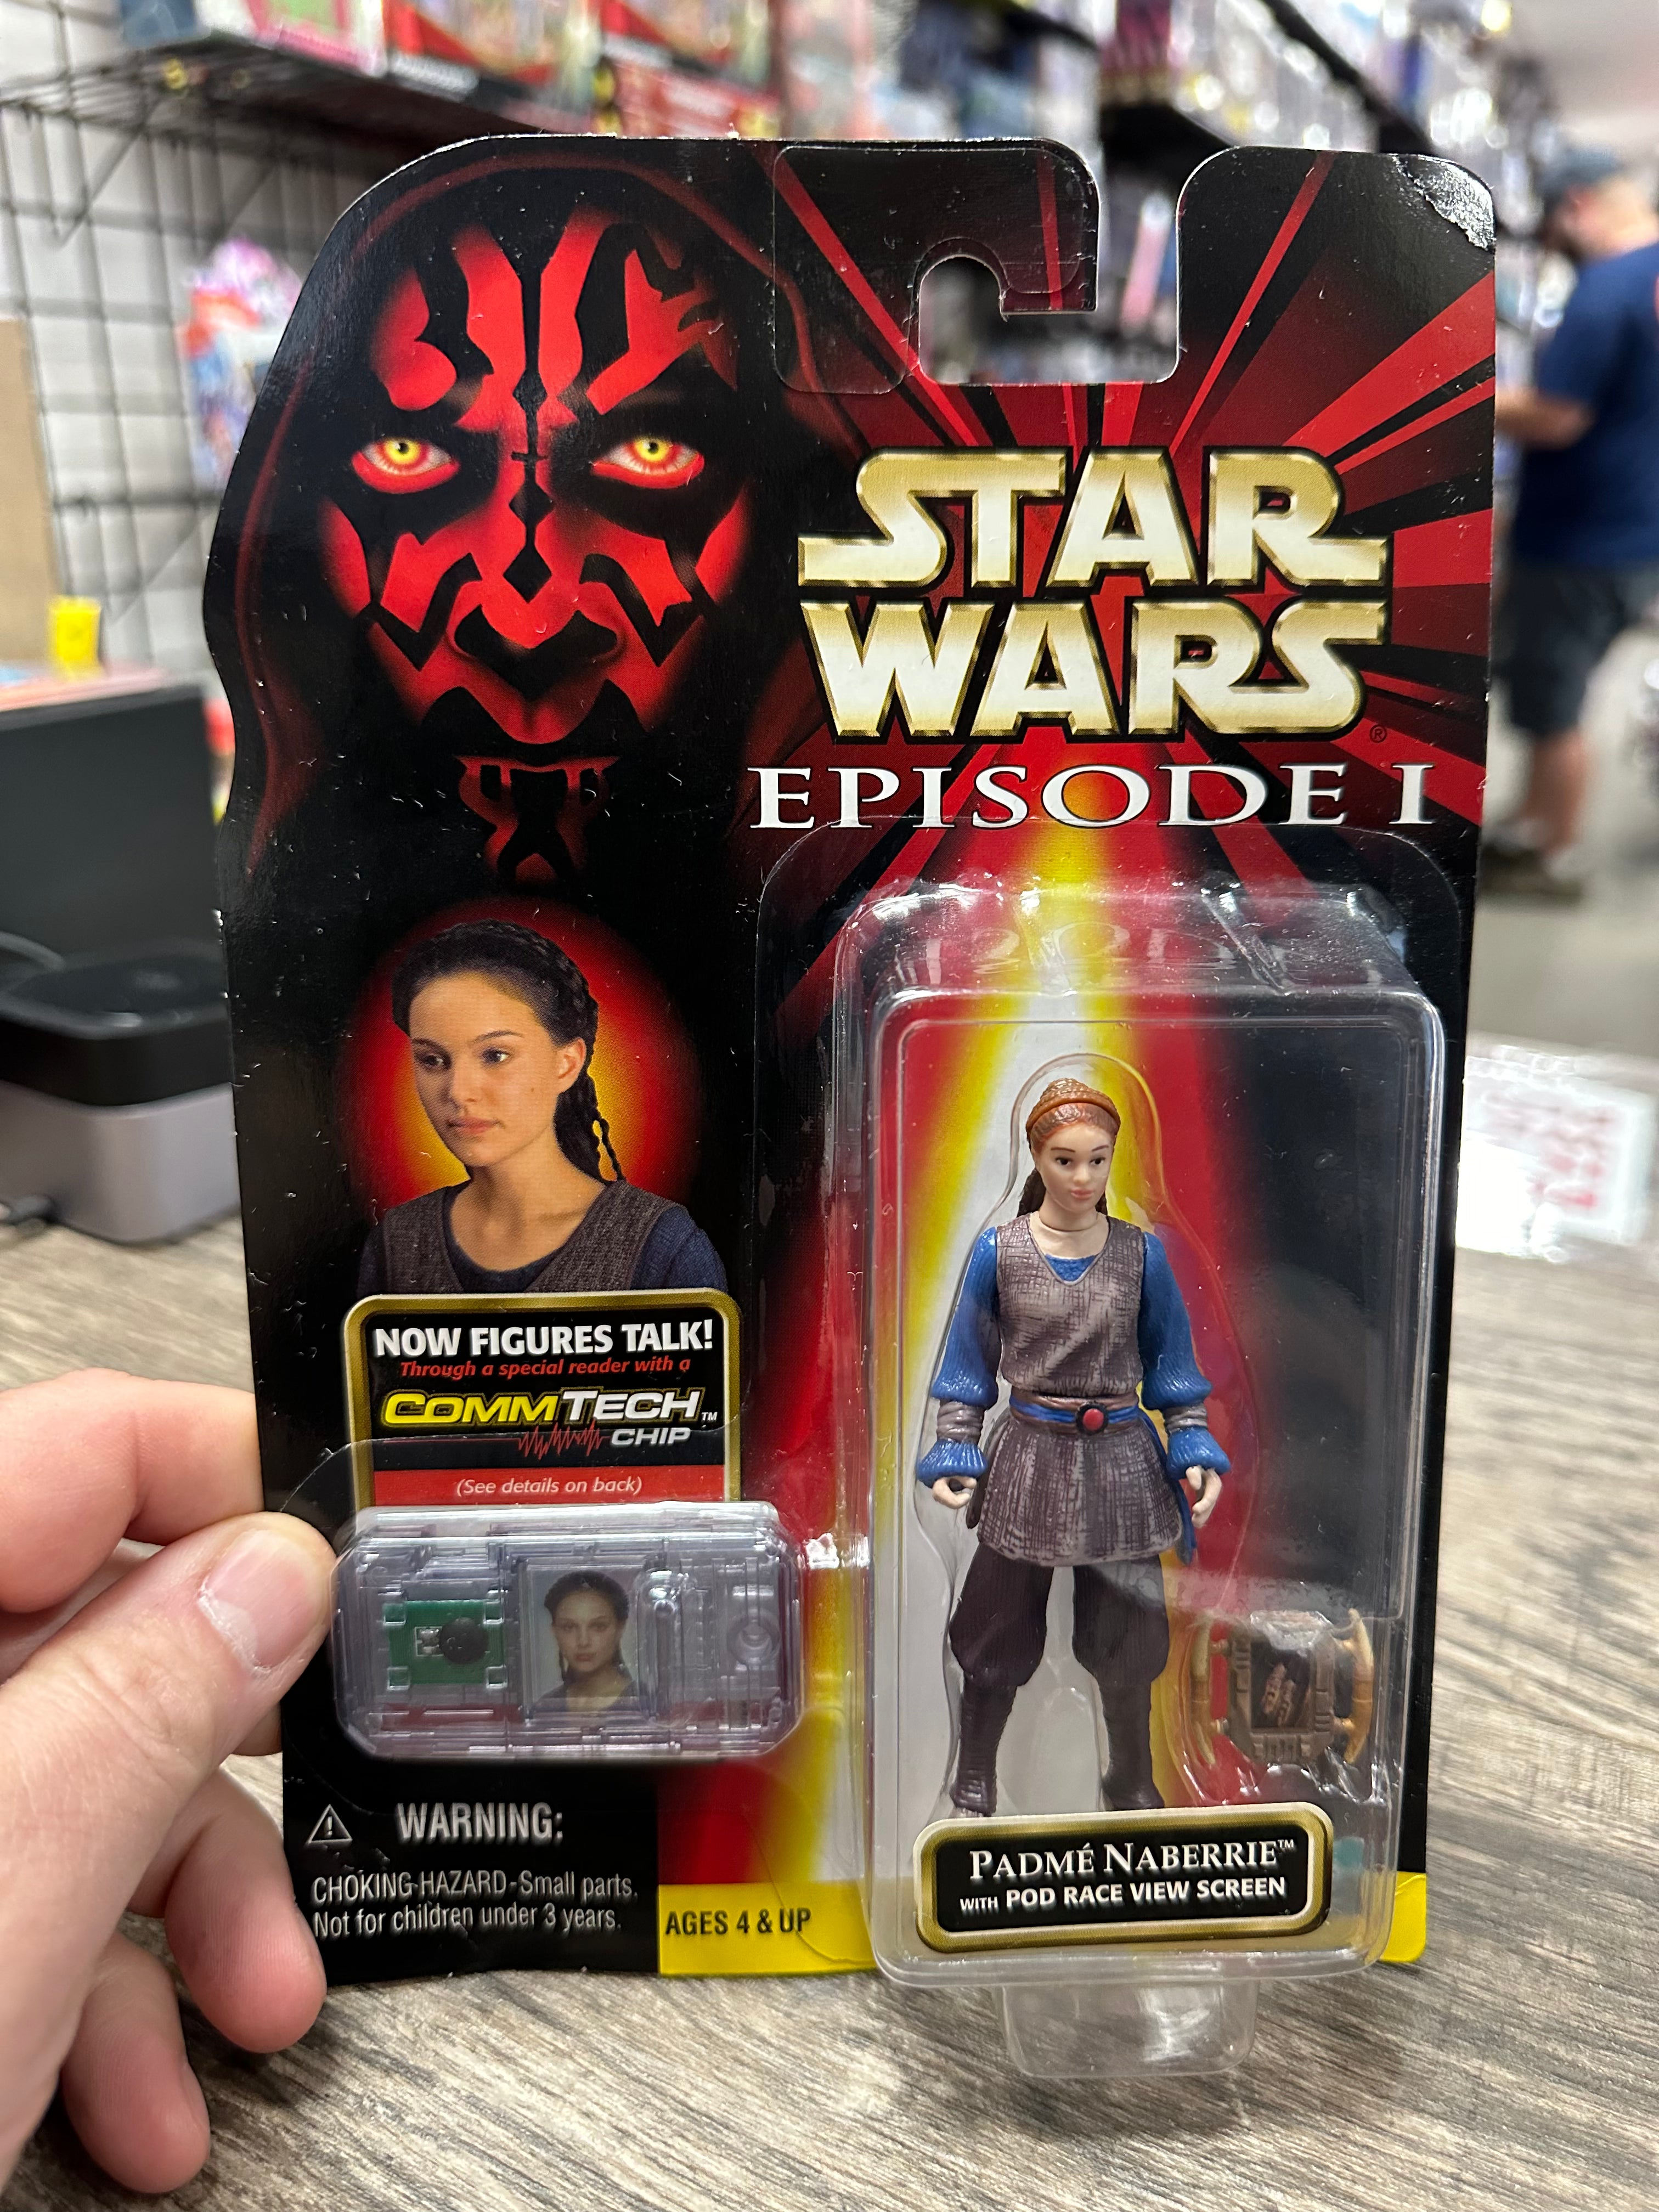 STAR
WARS®
EPISODE I
NOW FIGURES TALK!
Through a special reader with a
COMMTECH™
CHIP
(See details on back)
WARNING:
CHOKING HAZARD-Small parts.
Not for children under 3 years.
AGES 4 & UP
PADMÉ NABERRIE™
WITH POD RACE VIEW SCREEN